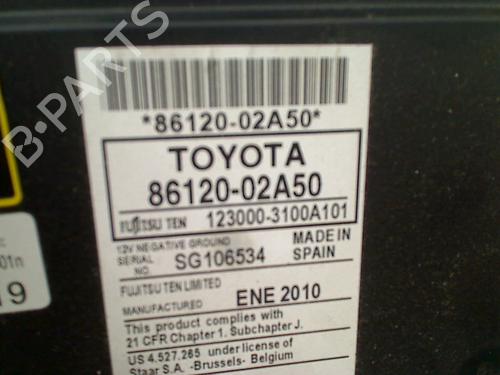 B-PARTS
*86120-02A50*
TOYOTA
86120-02A50
FUJITSU TEN 123000-3100A101
12V NEGATIVE GROUND
SERIAL NO SG106534
MADE IN SPAIN
FUJITSU TEN LIMITED
MANUFACTURED ENE 2010
This product complies with
21 CFR Chapter 1. Subchapter J.
US 4.527.265 under license of
Staar S.A. -Brussels- Belgium
01n
19